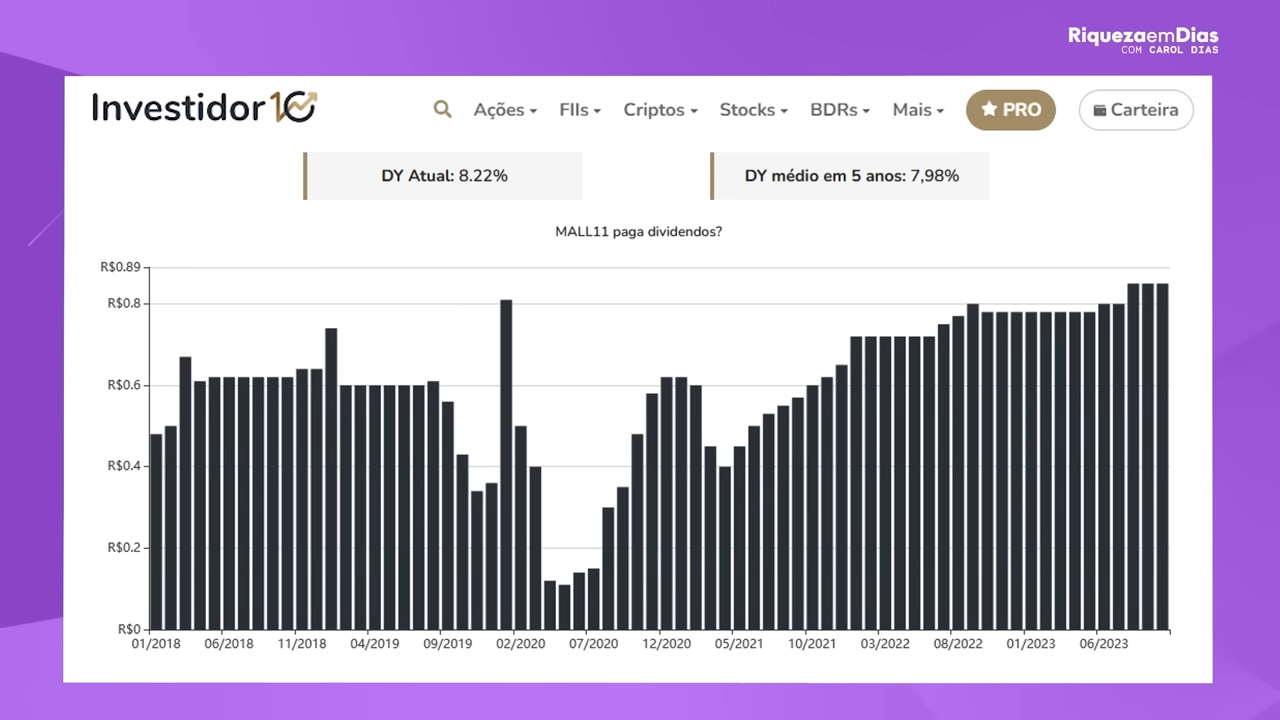 RiquezaemDias
COM CAROL DIAS
Investidor10
Ações
FIIs
Criptos
Stocks
BDRs
Mais
PRO
Carteira
DY Atual: 8.22%
DY médio em 5 anos: 7,98%
MALL11 paga dividendos?
R$0.89
R$0.8
R$0.6
R$0.4
R$0.2
R$0
01/2018
06/2018
11/2018
04/2019
09/2019
02/2020
07/2020
12/2020
05/2021
10/2021
03/2022
08/2022
01/2023
06/2023